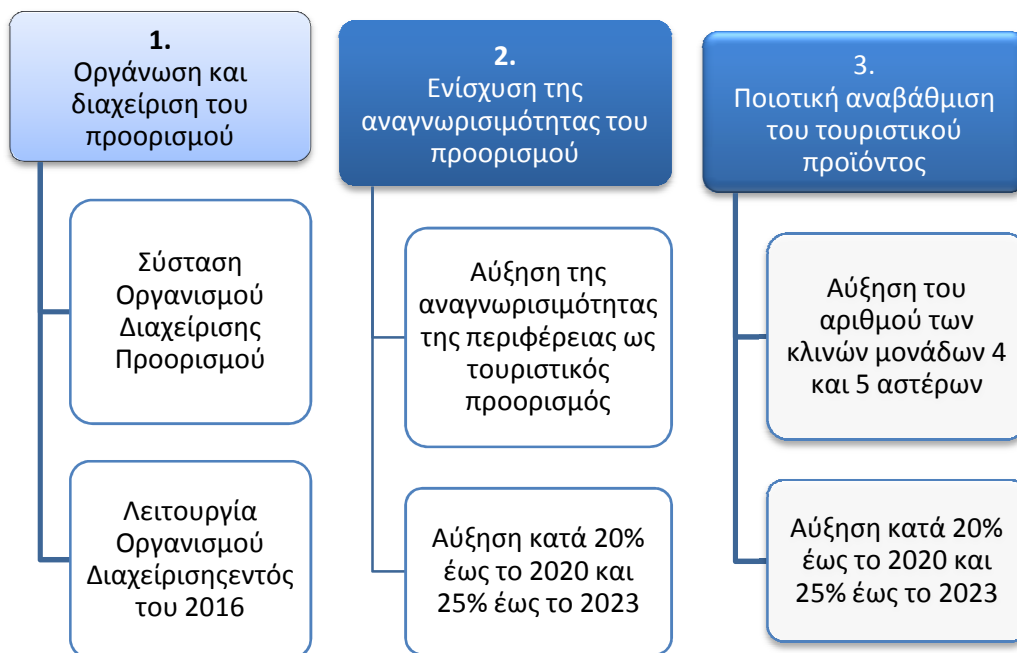 1.
Οργάνωση και
διαχείριση του
προορισμού
Σύσταση
Οργανισμού
Διαχείρισης
Προορισμού
Λειτουργία
Οργανισμού
Διαχείρισηςεντός
του 2016
2.
Ενίσχυση της
αναγνωρισιμότητας του
προορισμού
Αύξηση της
αναγνωρισιμότητας
της περιφέρειας ως
τουριστικός
προορισμός
Αύξηση κατά 20%
έως το 2020 και
25% έως το 2023
3.
Ποιοτική αναβάθμιση
του τουριστικού
προϊόντος
Αύξηση του
αριθμού των
κλινών μονάδων 4
και 5 αστέρων
Αύξηση κατά 20%
έως το 2020 και
25% έως το 2023